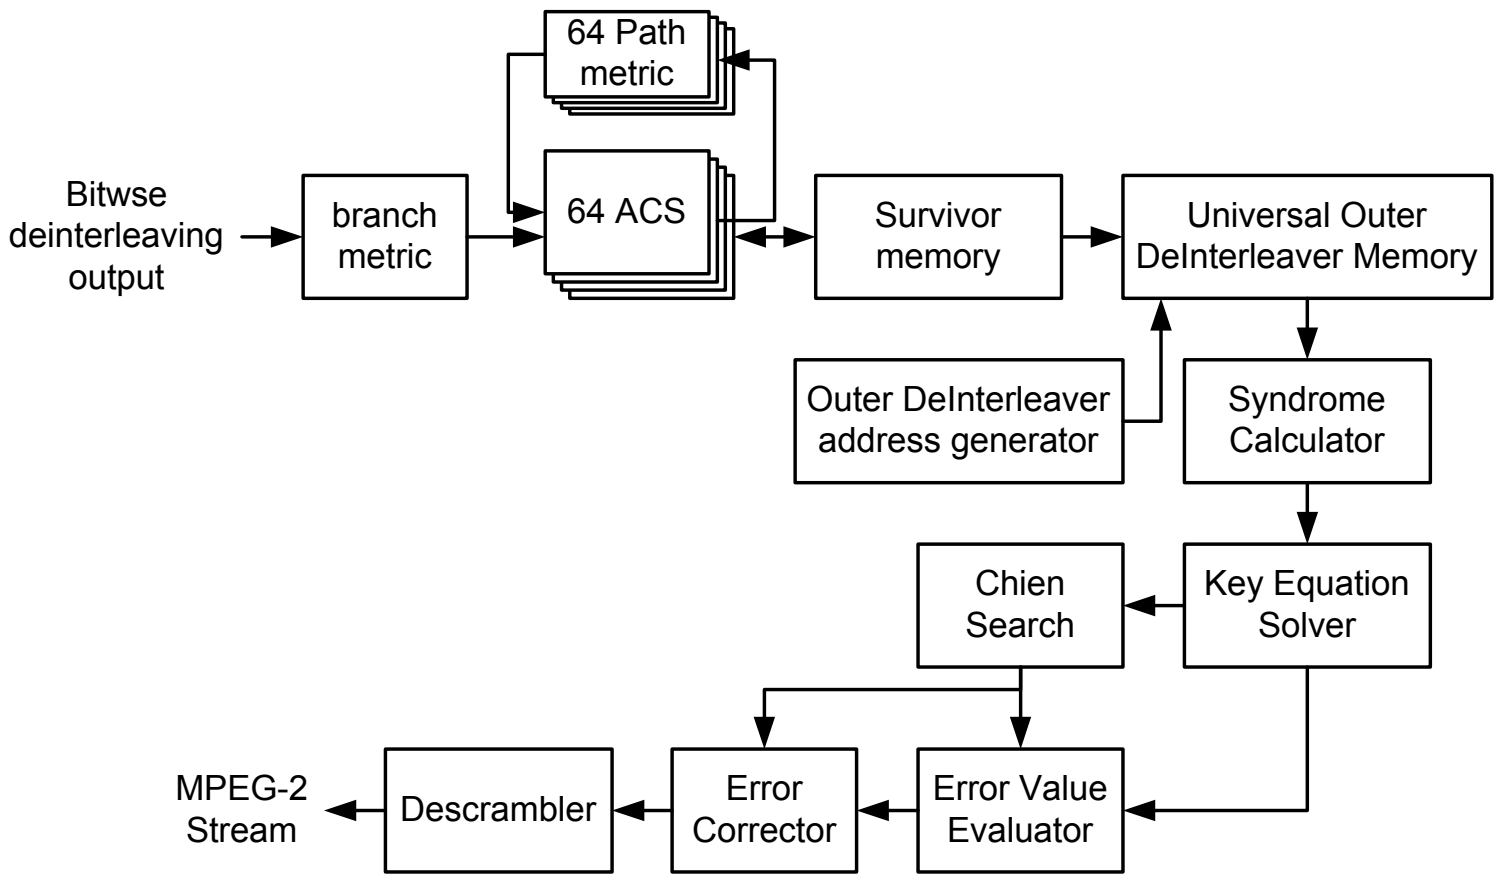 64 Path
metric
Bitwse
deinterleaving
output
branch
metric
64 ACS
Survivor
memory
Universal Outer
DeInterleaver Memory
Outer DeInterleaver
address generator
Syndrome
Calculator
Chien
Search
Key Equation
Solver
MPEG-2
Stream
Descrambler
Error
Corrector
Error Value
Evaluator